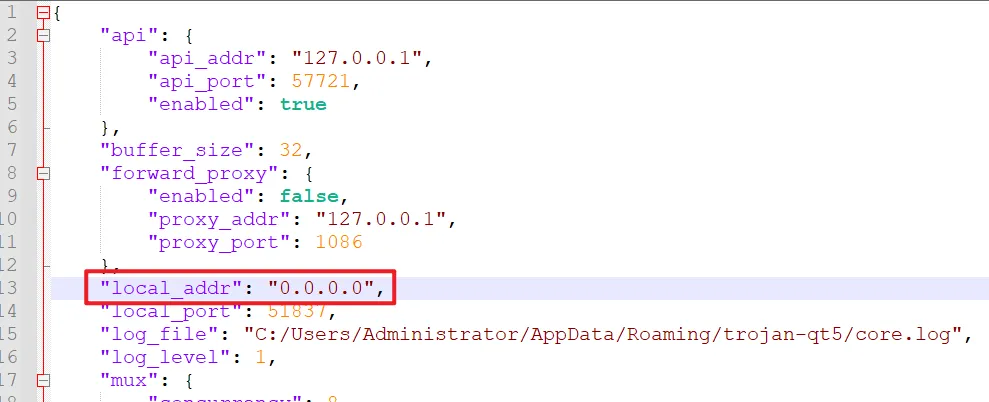 1 {
2 "api": {
3 "api_addr": "127.0.0.1",
4 "api_port": 57721,
5 "enabled": true
6 },
7 "buffer_size": 32,
8 "forward_proxy": {
9 "enabled": false,
10 "proxy_addr": "127.0.0.1",
11 "proxy_port": 1086
12 },
13 "local_addr": "0.0.0.0",
14 "local_port": 51837,
15 "log_file": "C:/Users/Administrator/AppData/Roaming/trojan-qt5/core.log",
16 "log_level": 1,
17 "mux": {
18 "concurrency": 8